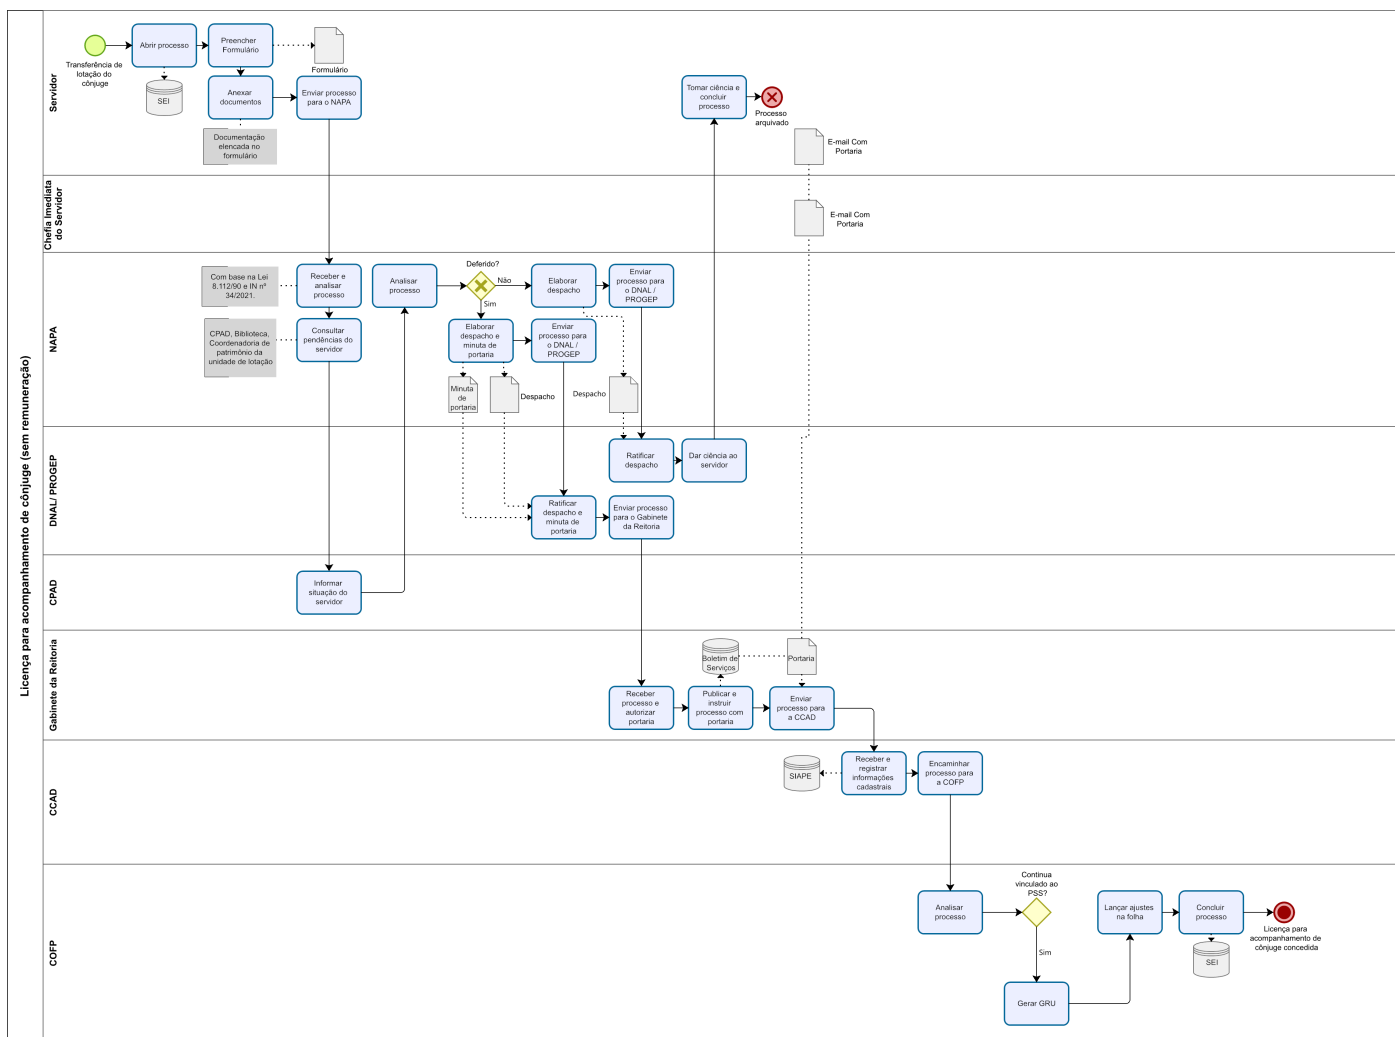 Licença para acompanhamento de cônjuge (sem remuneração)
Servidor
Transferência de
lotação do
cônjuge
Abrir processo
SEI
Preencher
Formulário
Formulário
Anexar
documentos
Documentação
elencada no
formulário
Enviar processo
para o NAPA
Tomar ciência e
concluir
processo
Processo
arquivado
E-mail Com
Portaria
Chefia Imediata
do Servidor
E-mail Com
Portaria
NAPA
Com base na Lei
8.112/90 e IN nº
34/2021.
Receber e
analisar
processo
CPAD, Biblioteca,
Coordenadoria de
patrimônio da
unidade de lotação
Consultar
pendências do
servidor
Analisar
processo
Deferido?
Não
Sim
Elaborar
despacho
Enviar
processo para
o DNAL /
PROGEP
Elaborar
despacho e
minuta de
portaria
Enviar
processo para
o DNAL /
PROGEP
Minuta
de
portaria
Despacho
Despacho
DNAL/ PROGEP
Ratificar
despacho
Dar ciência ao
servidor
Ratificar
despacho e
minuta de
portaria
Enviar processo
para o Gabinete
da Reitoria
CPAD
Informar
situação do
servidor
Gabinete da Reitoria
Boletim de
Serviços
Portaria
Receber
processo e
autorizar
portaria
Publicar e
instruir
processo com
portaria
Enviar
processo para
a CCAD
CCAD
SIAPE
Receber e
registrar
informações
cadastrais
Encaminhar
processo para
a COFP
COFP
Analisar
processo
Continua
vinculado ao
PSS?
Sim
Gerar GRU
Lançar ajustes
na folha
Concluir
processo
SEI
Licença para
acompanhamento de
cônjuge concedida